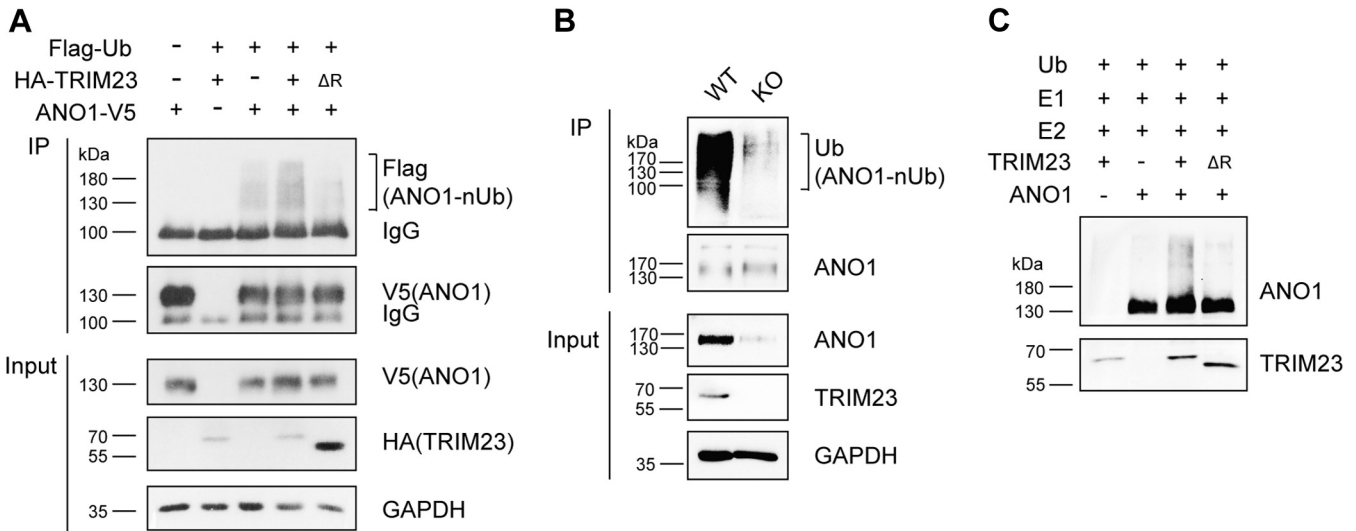 A
Flag-Ub - + + + +
HA-TRIM23 - + - + ΔR
ANO1-V5 + - + + +
IP
kDa
180
130
100
Flag
(ANO1-nUb)
IgG
130
100
V5(ANO1)
IgG
Input
130
V5(ANO1)
70
55
HA(TRIM23)
35
GAPDH
B
WT KO
IP
kDa
170
130
100
Ub
(ANO1-nUb)
170
130
ANO1
Input
170
130
ANO1
70
55
TRIM23
35
GAPDH
C
Ub + + + +
E1 + + + +
E2 + + + +
TRIM23 + - + ΔR
ANO1 - + + +
kDa
180
130
ANO1
70
55
TRIM23